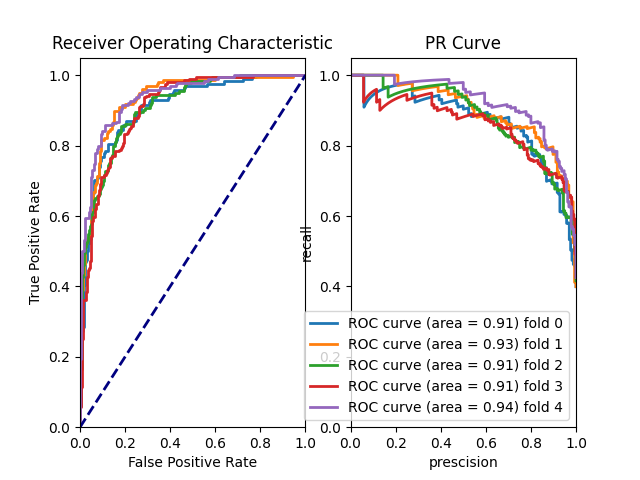 Receiver Operating Characteristic
1.0
0.8
0.6
0.4
0.2
0.0
True Positive Rate
0.0 0.2 0.4 0.6 0.8 1.0
False Positive Rate
PR Curve
1.0
0.8
0.6
0.4
0.2
0.0
recall
0.0 0.2 0.4 0.6 0.8 1.0
prescision
ROC curve (area = 0.91) fold 0
ROC curve (area = 0.93) fold 1
ROC curve (area = 0.91) fold 2
ROC curve (area = 0.91) fold 3
ROC curve (area = 0.94) fold 4